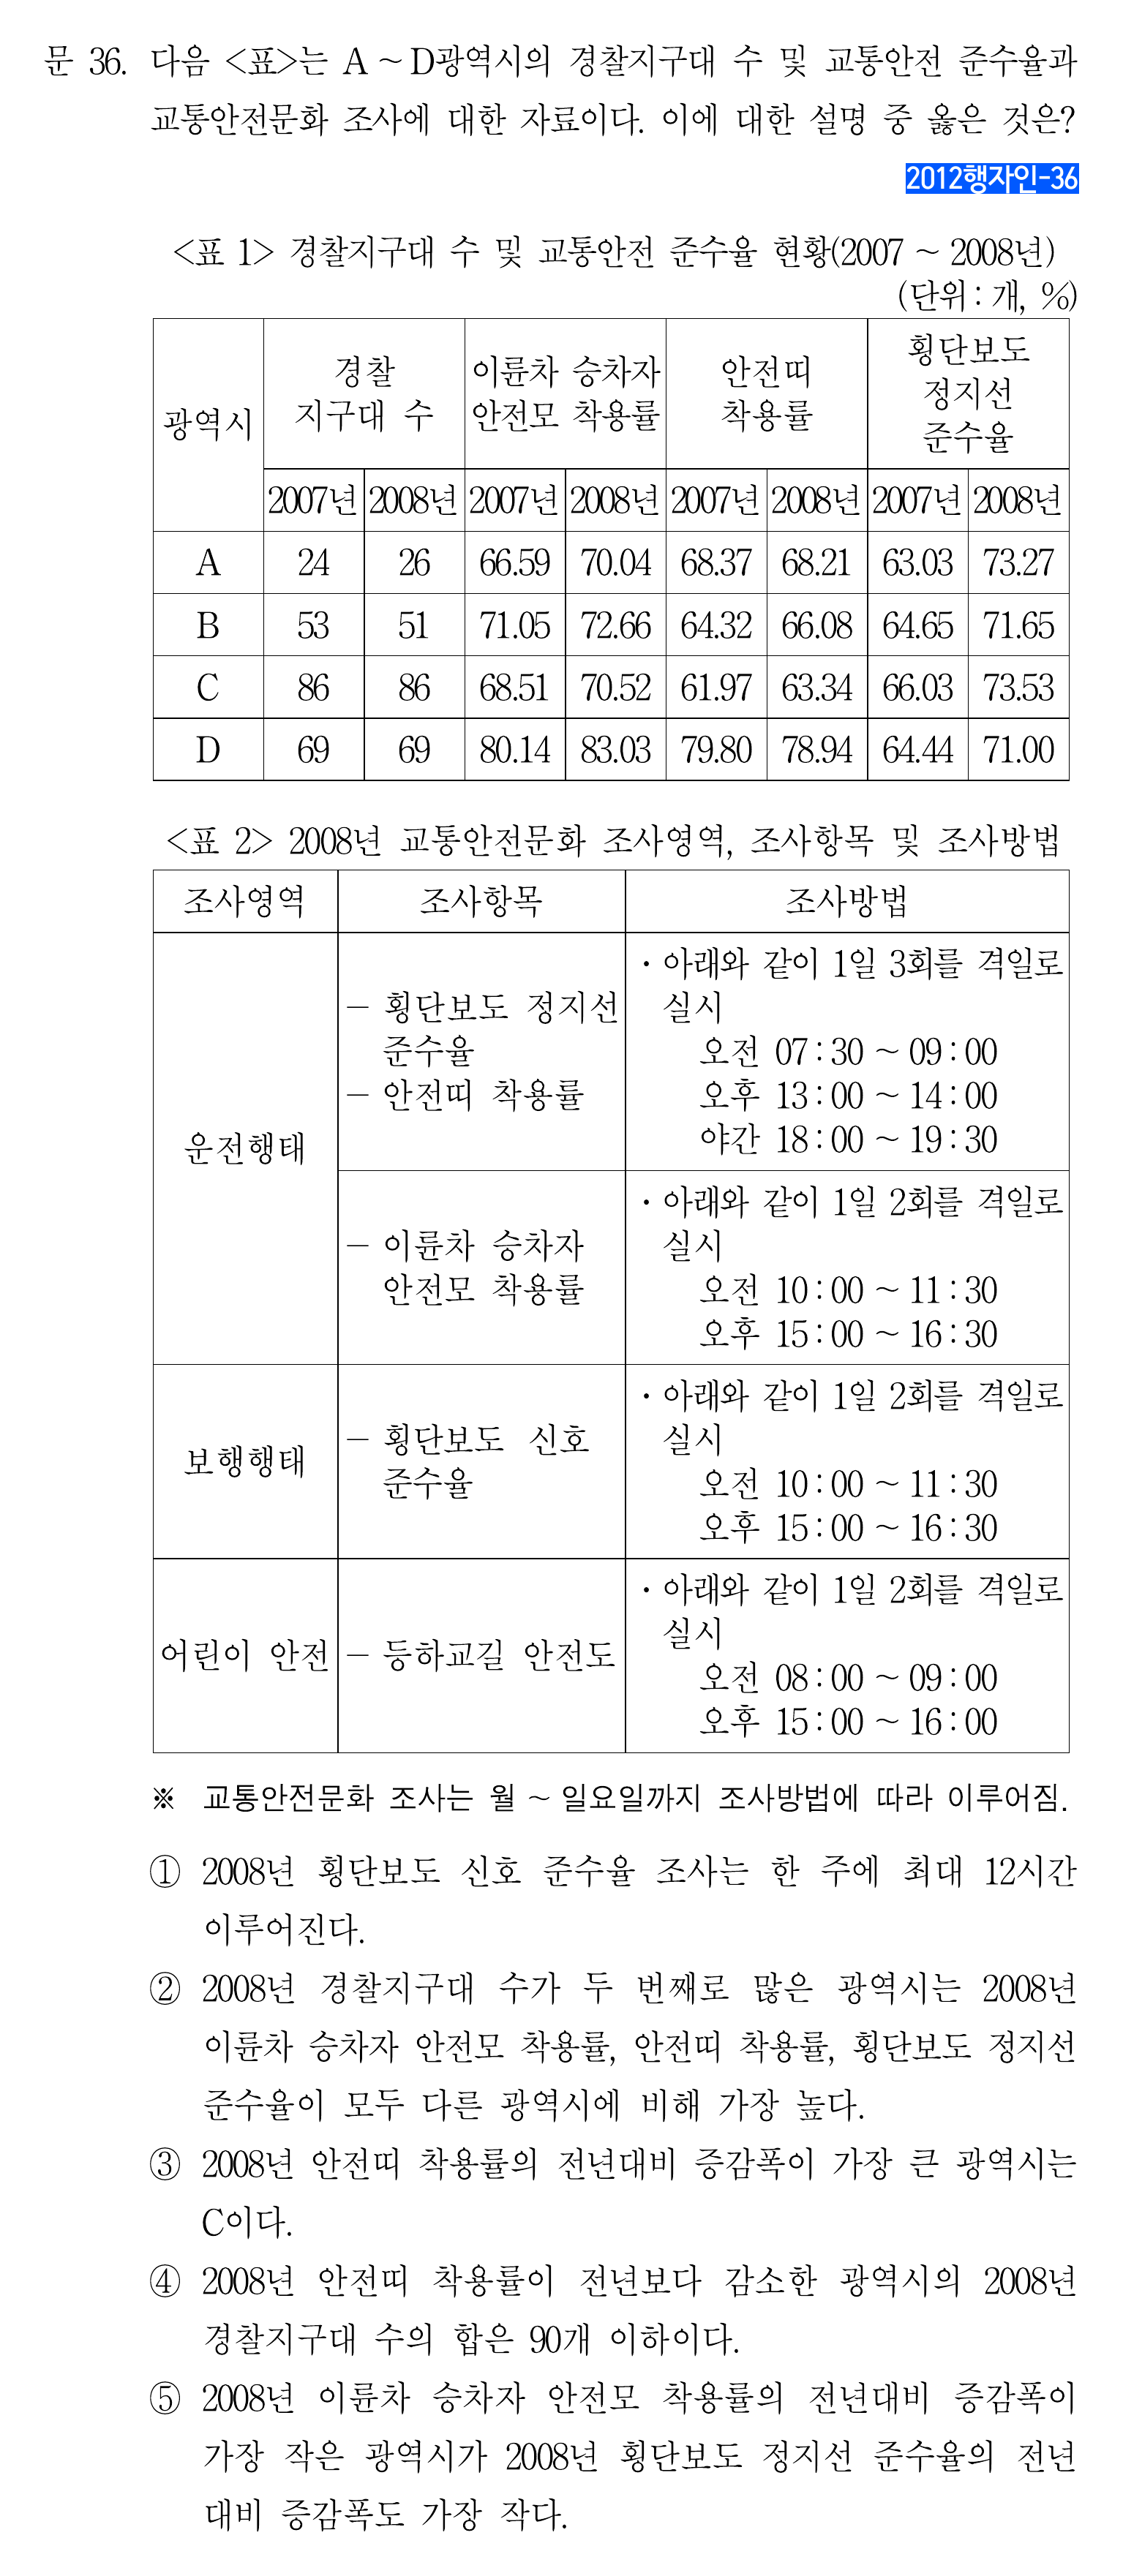 문 36. 다음 <표>는 A ~ D광역시의 경찰지구대 수 및 교통안전 준수율과
교통안전문화 조사에 대한 자료이다. 이에 대한 설명 중 옳은 것은?
2012행자인-36
<표 1> 경찰지구대 수 및 교통안전 준수율 현황(2007 ~ 2008년)
(단위 : 개, %)
광역시 경찰 지구대 수 이륜차 승차자 안전모 착용률 안전띠 착용률 횡단보도 정지선 준수율
2007년 2008년 2007년 2008년 2007년 2008년 2007년 2008년
A 24 26 66.59 70.04 68.37 68.21 63.03 73.27
B 53 51 71.05 72.66 64.32 66.08 64.65 71.65
C 86 86 68.51 70.52 61.97 63.34 66.03 73.53
D 69 69 80.14 83.03 79.80 78.94 64.44 71.00
<표 2> 2008년 교통안전문화 조사영역, 조사항목 및 조사방법
조사영역 조사항목 조사방법
운전행태
- 횡단보도 정지선
준수율
- 안전띠 착용률
· 아래와 같이 1일 3회를 격일로
실시
오전 07 : 30 ~ 09 : 00
오후 13 : 00 ~ 14 : 00
야간 18 : 00 ~ 19 : 30
- 이륜차 승차자
안전모 착용률
· 아래와 같이 1일 2회를 격일로
실시
오전 10 : 00 ~ 11 : 30
오후 15 : 00 ~ 16 : 30
보행행태
- 횡단보도 신호
준수율
· 아래와 같이 1일 2회를 격일로
실시
오전 10 : 00 ~ 11 : 30
오후 15 : 00 ~ 16 : 30
어린이 안전
- 등하교길 안전도
· 아래와 같이 1일 2회를 격일로
실시
오전 08 : 00 ~ 09 : 00
오후 15 : 00 ~ 16 : 00
※ 교통안전문화 조사는 월 ~ 일요일까지 조사방법에 따라 이루어짐.
① 2008년 횡단보도 신호 준수율 조사는 한 주에 최대 12시간
이루어진다.
② 2008년 경찰지구대 수가 두 번째로 많은 광역시는 2008년
이륜차 승차자 안전모 착용률, 안전띠 착용률, 횡단보도 정지선
준수율이 모두 다른 광역시에 비해 가장 높다.
③ 2008년 안전띠 착용률의 전년대비 증감폭이 가장 큰 광역시는
C이다.
④ 2008년 안전띠 착용률이 전년보다 감소한 광역시의 2008년
경찰지구대 수의 합은 90개 이하이다.
⑤ 2008년 이륜차 승차자 안전모 착용률의 전년대비 증감폭이
가장 작은 광역시가 2008년 횡단보도 정지선 준수율의 전년
대비 증감폭도 가장 작다.